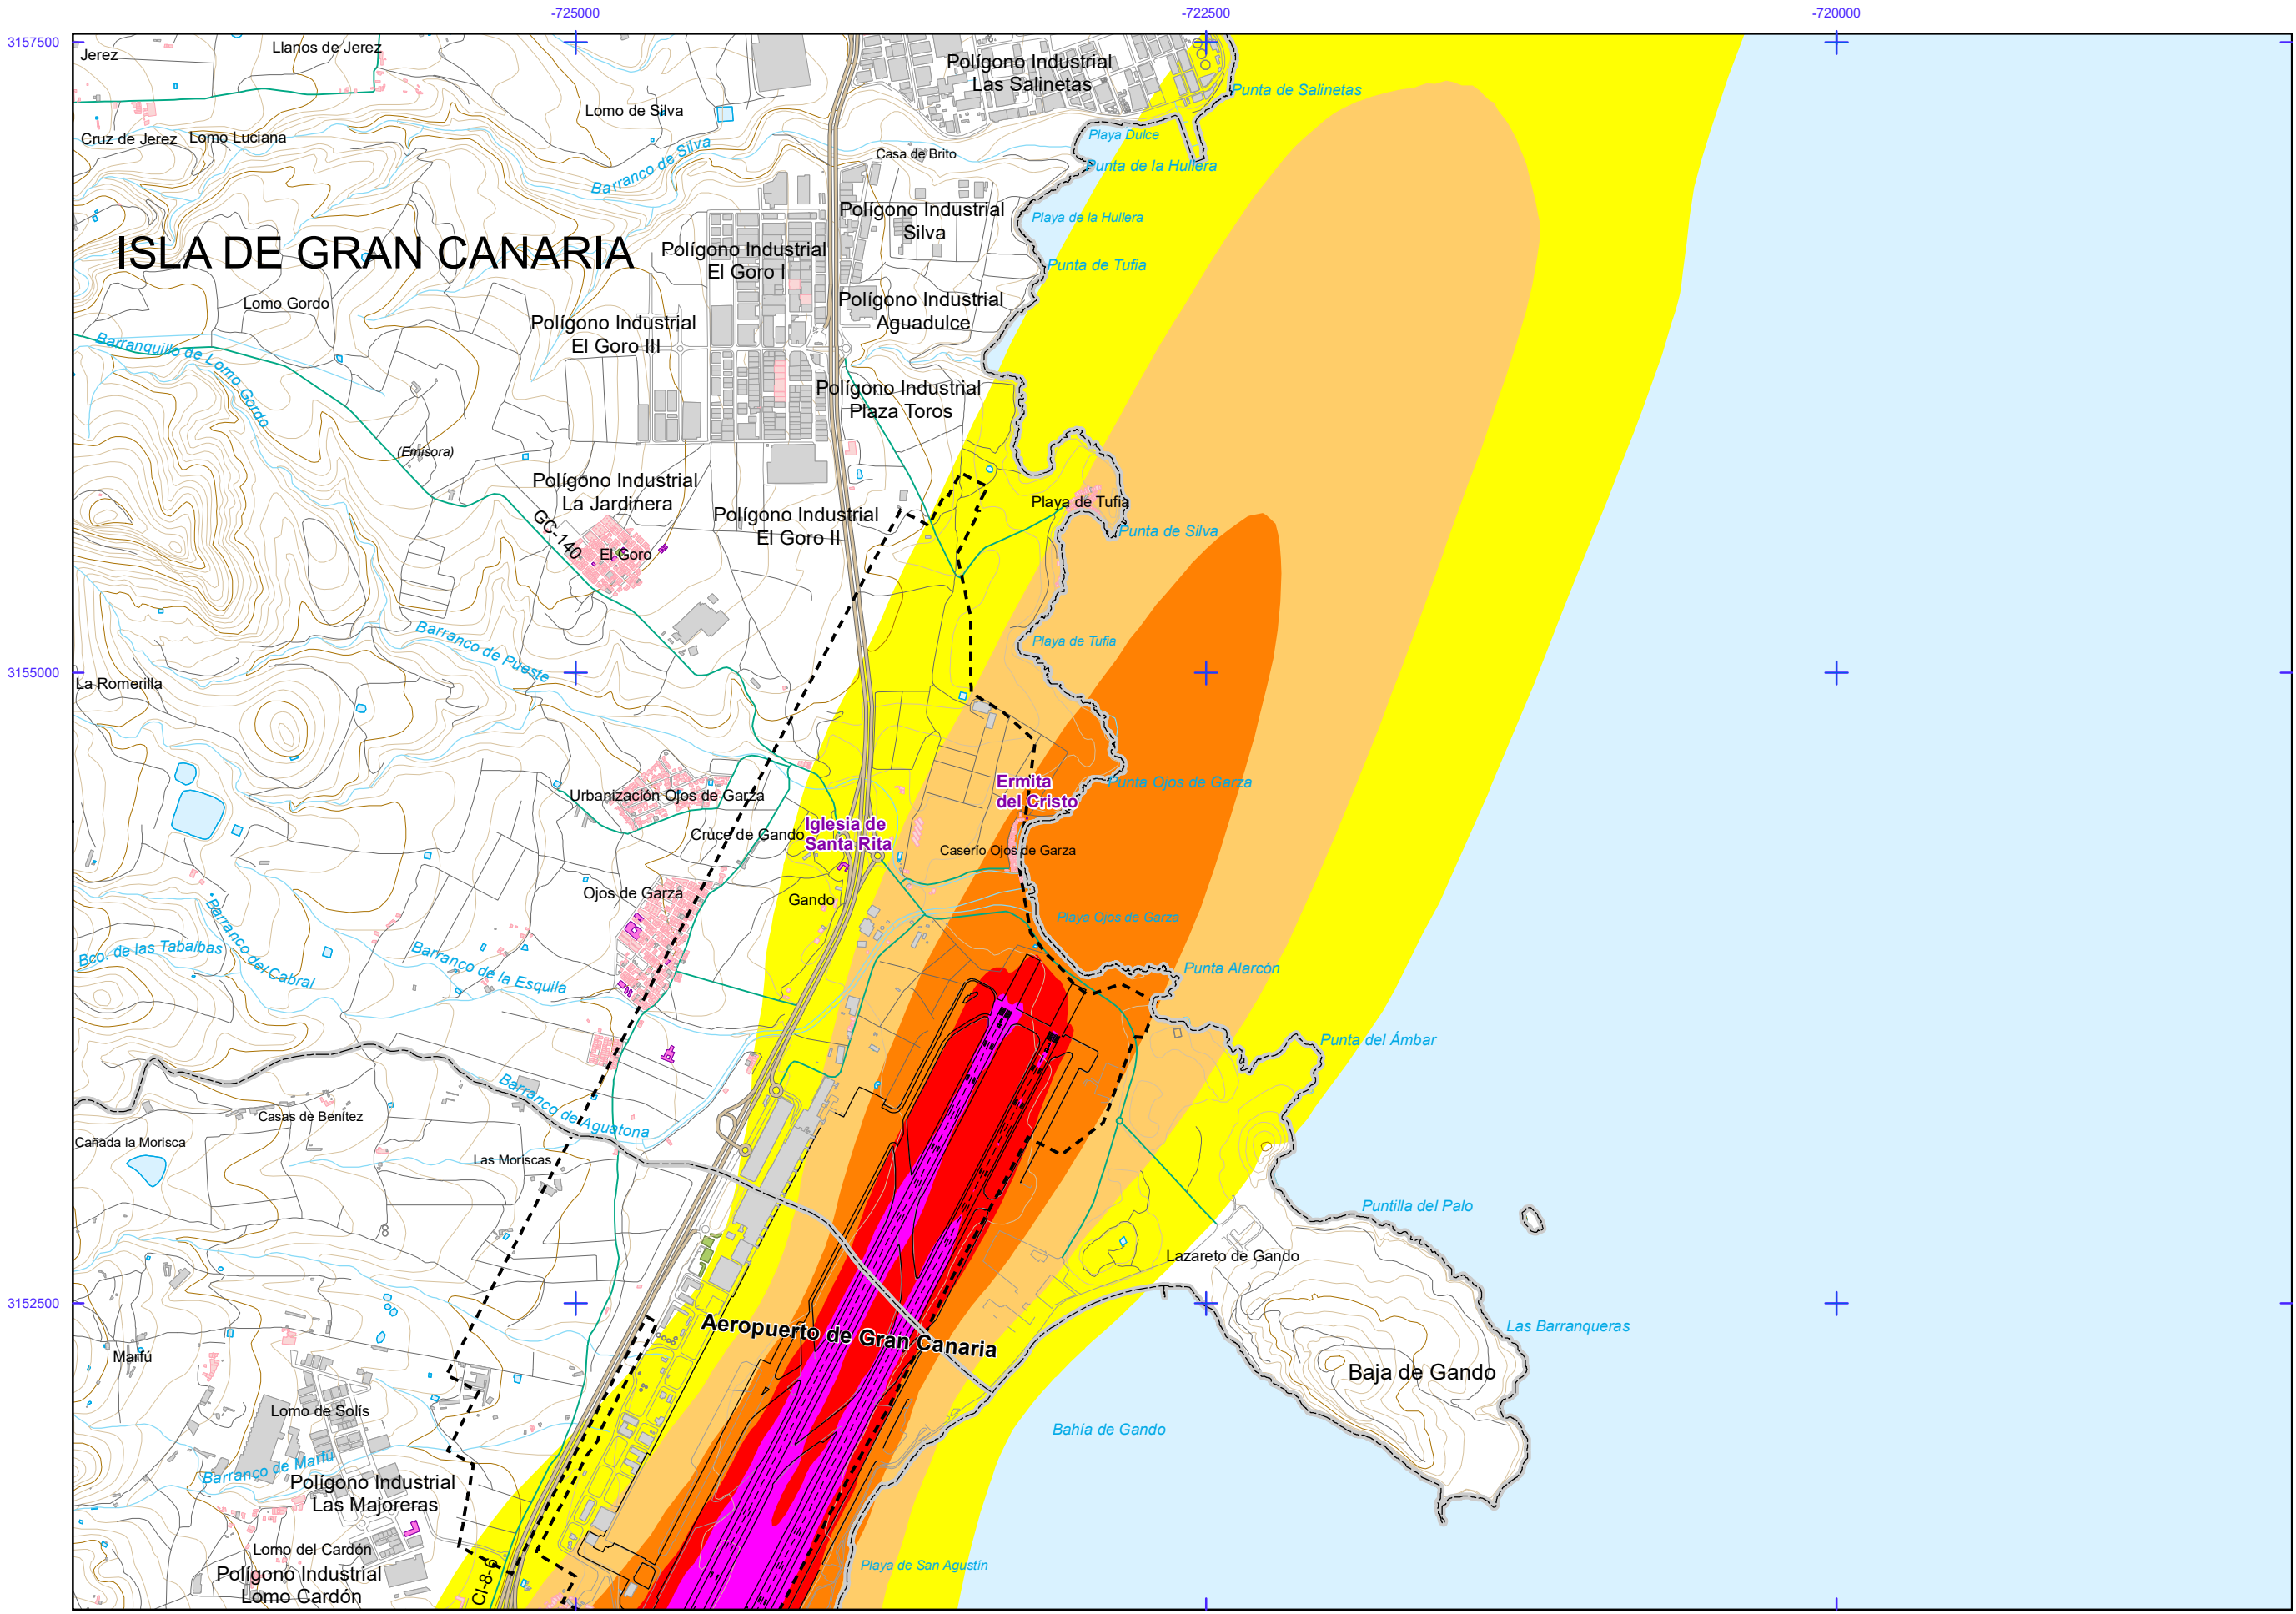 -725000
-722500
-720000
3157500
Jerez
Llanos de Jerez
Polígono Industrial
Las Salinetas
Punta de Salinetas
Lomo de Silva
Cruz de Jerez
Lomo Luciana
Playa Dulce
Barranco de Silva
Casa de Brito
Punta de la Hullera
Polígono Industrial
Silva
Playa de la Hullera
ISLA DE GRAN CANARIA
Polígono Industrial
El Goro I
Punta de Tufia
Lomo Gordo
Polígono Industrial
Aguadulce
Polígono Industrial
El Goro III
Barranquillo de Lomo Gordo
Polígono Industrial
Plaza Toros
(Emisora)
Polígono Industrial
La Jardinera
Playa de Tufia
Polígono Industrial
El Goro II
GC-140
Punta de Silva
El Goro
Barranco de Pueste
Playa de Tufia
3155000
La Romerilla
Ermita
del Cristo
Punta Ojos de Garza
Urbanización Ojos de Garza
Cruce de Gando
Iglesia de
Santa Rita
Caserío Ojos de Garza
Ojos de Garza
Gando
Playa Ojos de Garza
Bco. de las Tabaibas
Barranco del Cabral
Barranco de la Esquila
Punta Alarcón
Punta del Ámbar
Barranco de Aguatona
Casas de Benítez
Cañada la Morisca
Las Moriscas
Puntilla del Palo
Lazareto de Gando
3152500
Aeropuerto de Gran Canaria
Las Barranqueras
Marfú
Baja de Gando
Lomo de Solís
Bahía de Gando
Barranco de Marfú
Polígono Industrial
Las Majoreras
Lomo del Cardón
Polígono Industrial
Lomo Cardón
CI-8-6
Playa de San Agustín